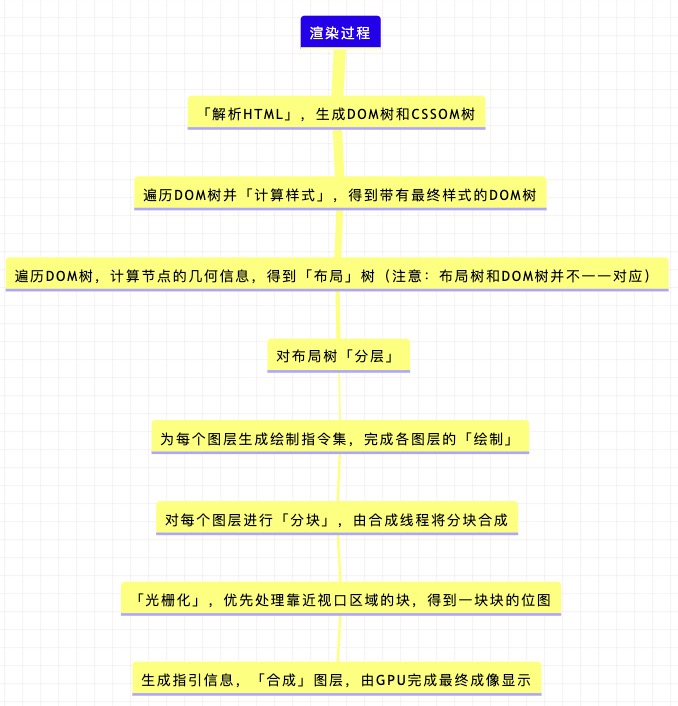 渲染过程
「解析HTML」，生成DOM树和CSSOM树
遍历DOM树并「计算样式」，得到带有最终样式的DOM树
遍历DOM树，计算节点的几何信息，得到「布局」树（注意：布局树和DOM树并不一一对应）
对布局树「分层」
为每个图层生成绘制指令集，完成各图层的「绘制」
对每个图层进行「分块」，由合成线程将分块合成
「光栅化」，优先处理靠近视口区域的块，得到一块块的位图
生成指引信息，「合成」图层，由GPU完成最终成像显示